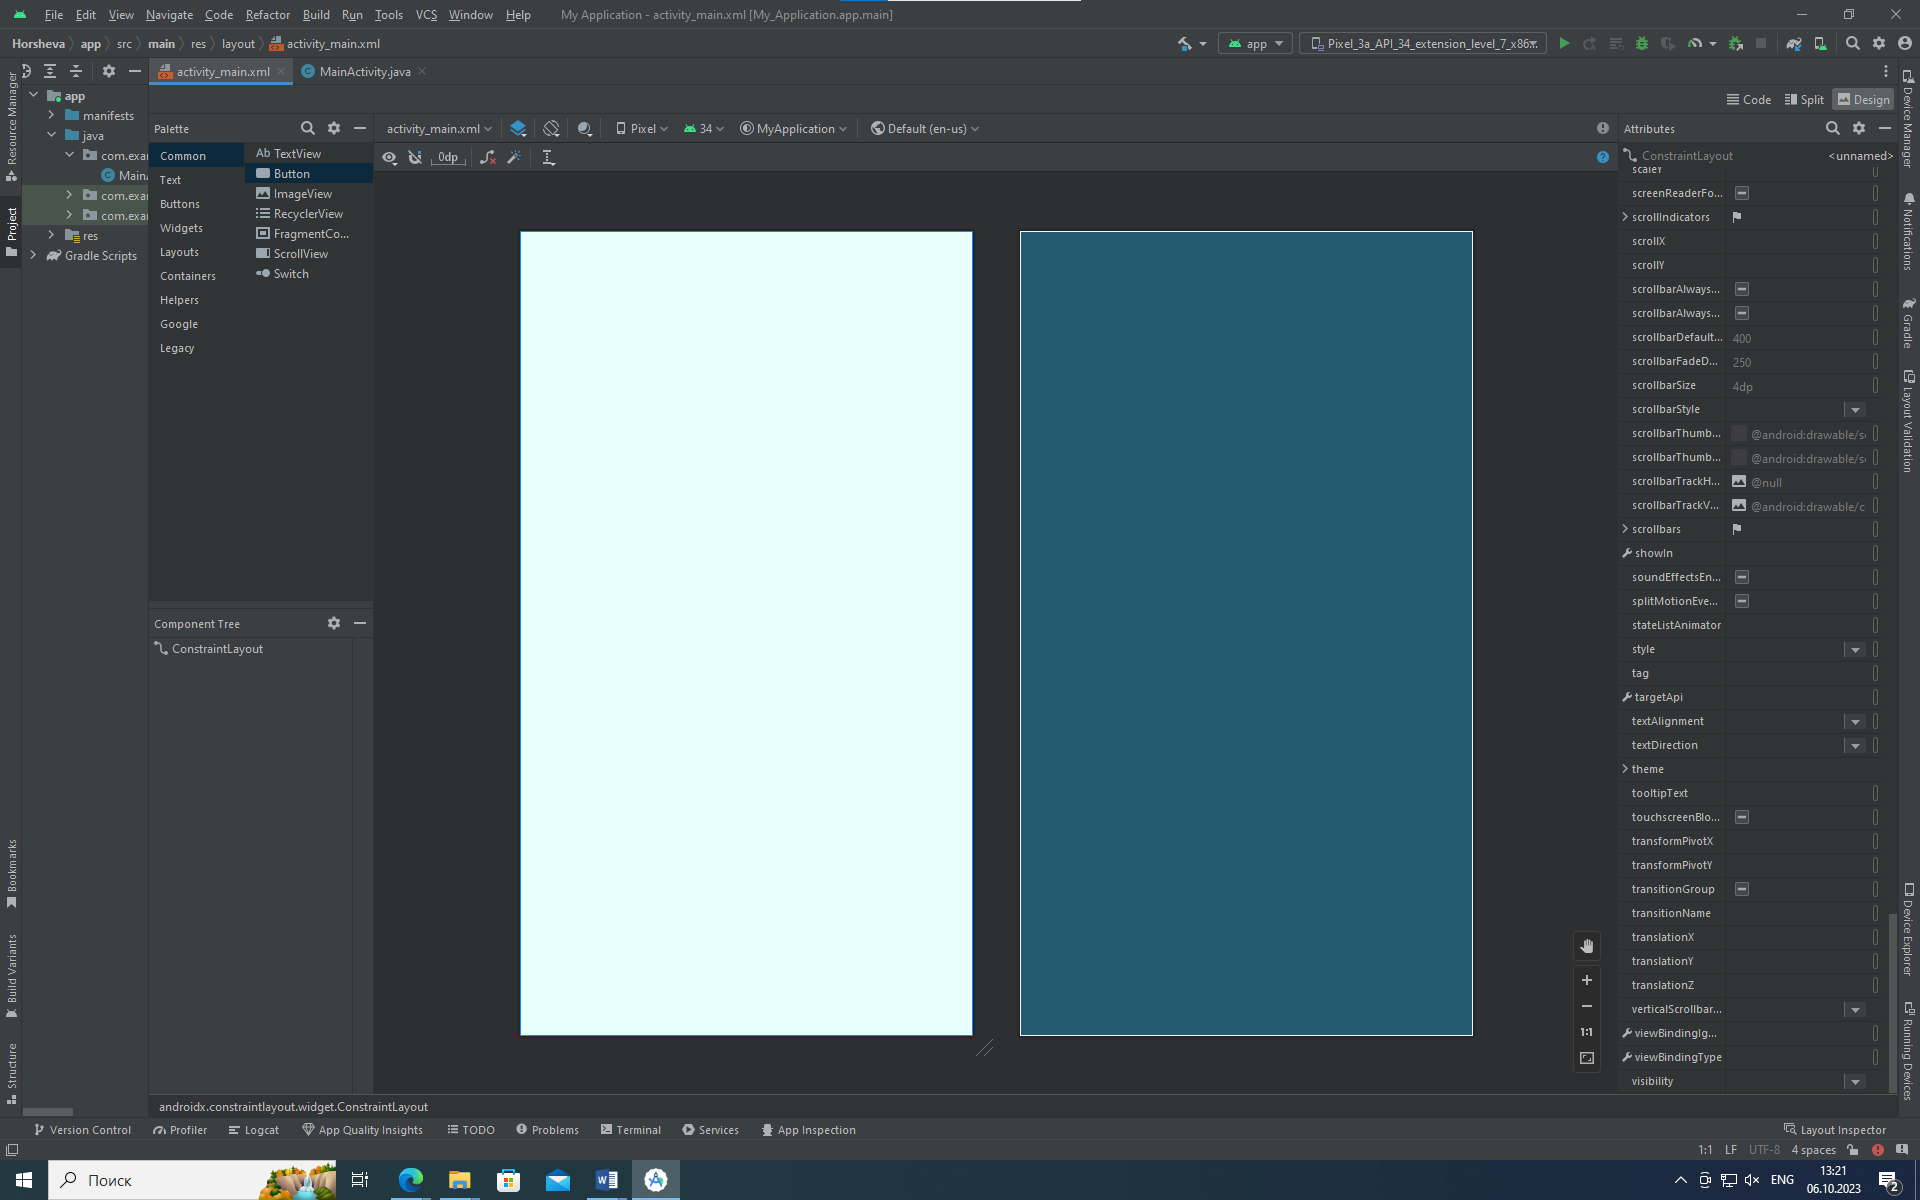 File Edit View Navigate Code Refactor Build Run Tools VCS Window Help My Application - activity_main.xml [My_Application.app.main]
Horsheva app src main res layout activity_main.xml
app Pixel_3a_API_34_extension_level_7_x86...
activity_main.xml MainActivity.java
Code Split Design
Resource Manager
Project
Bookmarks
Build Variants
Structure
app
manifests
java
com.exa
Main
com.exa
com.exa
res
Gradle Scripts
Palette
Common
Text
Buttons
Widgets
Layouts
Containers
Helpers
Google
Legacy
Ab TextView
Button
ImageView
RecyclerView
FragmentCo...
ScrollView
Switch
Component Tree
ConstraintLayout
activity_main.xml Pixel 34 MyApplication Default (en-us)
0dp
1:1
Attributes
ConstraintLayout <unnamed>
scaleY
screenReaderFo...
scrollIndicators
scrollX
scrollY
scrollbarAlways...
scrollbarAlways...
scrollbarDefault... 400
scrollbarFadeD... 250
scrollbarSize 4dp
scrollbarStyle
scrollbarThumb... @android:drawable/s
scrollbarThumb... @android:drawable/s
scrollbarTrackH... @null
scrollbarTrackV... @android:drawable/c
scrollbars
showIn
soundEffectsEn...
splitMotionEve...
stateListAnimator
style
tag
targetApi
textAlignment
textDirection
theme
tooltipText
touchscreenBlo...
transformPivotX
transformPivotY
transitionGroup
transitionName
translationX
translationY
translationZ
verticalScrollbar...
viewBindingIg...
viewBindingType
visibility
Device Manager
Notifications
Gradle
Layout Validation
Device Explorer
Running Devices
androidx.constraintlayout.widget.ConstraintLayout
Version Control Profiler Logcat App Quality Insights TODO Problems Terminal Services App Inspection Layout Inspector
1:1 LF UTF-8 4 spaces
Поиск
ENG
13:21
06.10.2023
2